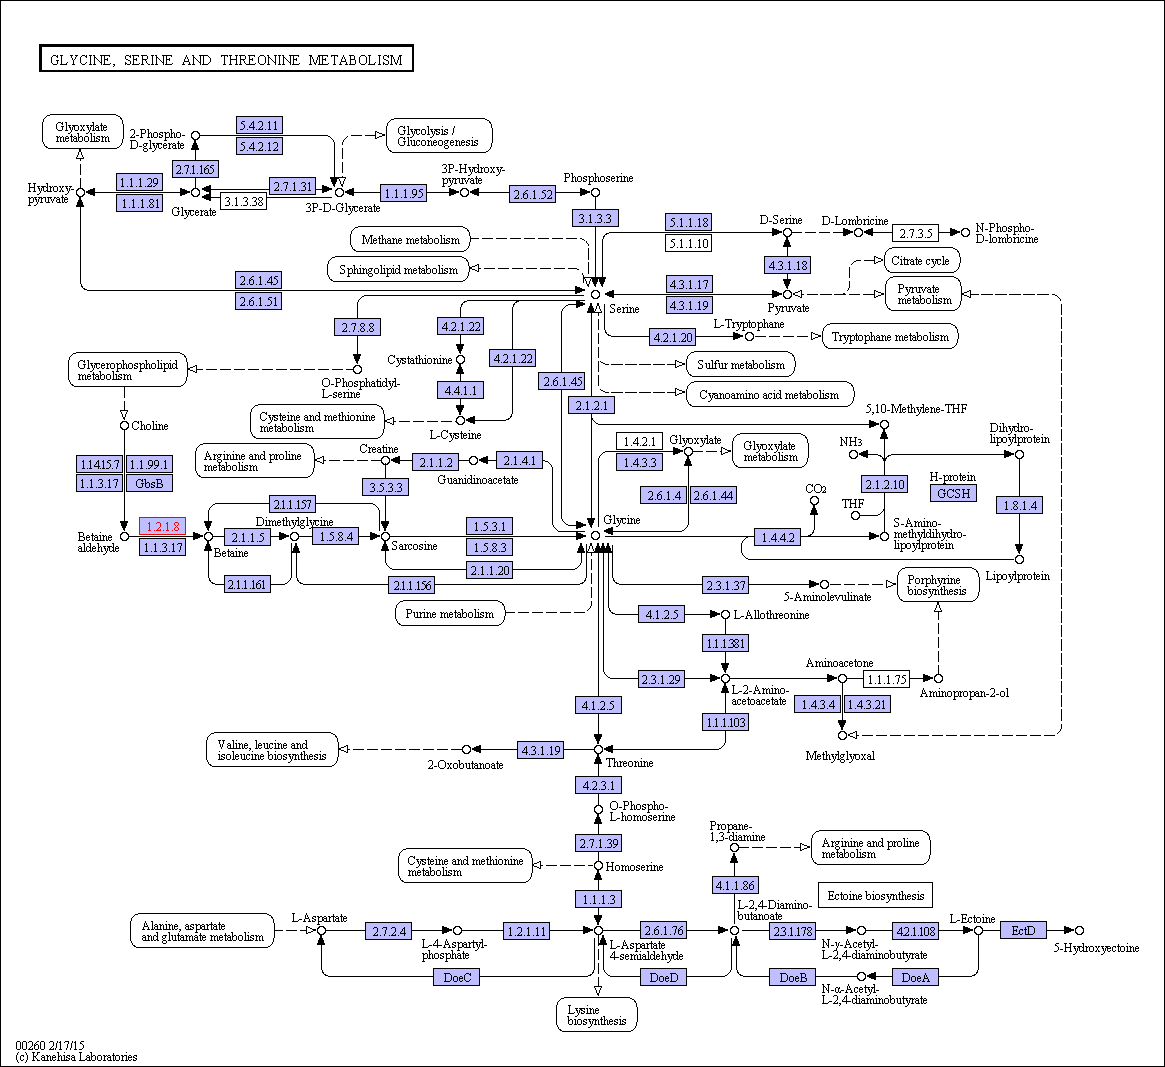 GLYCINE, SERINE AND THREONINE METABOLISM
Glyoxylate
metabolism
2-Phospho-
D-glycerate
5.4.2.11
5.4.2.12
Glycolysis /
Gluconeogenesis
Hydroxy-
pyruvate
1.1.1.29
1.1.1.81
2.7.1.165
Glycerate
2.7.1.31
3.1.3.38
3P-D-Glycerate
1.1.1.95
3P-Hydroxy-
pyruvate
2.6.1.52
Phosphoserine
3.1.3.3
Methane metabolism
Sphingolipid metabolism
5.1.1.18
5.1.1.10
D-Serine
D-Lombricine
2.7.3.5
N-Phospho-
D-lombricine
4.3.1.18
Citrate cycle
2.6.1.45
2.6.1.51
Serine
4.3.1.17
4.3.1.19
Pyruvate
Pyruvate
metabolism
2.7.8.8
4.2.1.22
4.2.1.22
4.2.1.20
L-Tryptophane
Tryptophane metabolism
Glycerophospholipid
metabolism
O-Phosphatidyl-
L-serine
Cystathionine
4.4.1.1
2.6.1.45
Sulfur metabolism
Cyanoamino acid metabolism
2.1.2.1
Choline
Cysteine and methionine
metabolism
L-Cysteine
5,10-Methylene-THF
Arginine and proline
metabolism
Creatine
2.1.1.2
Guanidinoacetate
2.1.4.1
1.4.2.1
1.4.3.3
Glyoxylate
Glyoxylate
metabolism
NH3
Dihydro-
lipoylprotein
1.14.15.7
1.1.99.1
1.1.3.17
GbsB
3.5.3.3
2.6.1.4
2.6.1.44
CO2
THF
2.1.2.10
H-protein
GCSH
1.8.1.4
Betaine
aldehyde
1.2.1.8
1.1.3.17
2.1.1.157
2.1.1.5
Betaine
Dimethylglycine
1.5.8.4
Sarcosine
1.5.3.1
1.5.8.3
2.1.1.20
Glycine
1.4.4.2
S-Amino-
methyldihydro-
lipoylprotein
Lipoylprotein
2.1.1.161
2.1.1.156
Purine metabolism
2.3.1.37
5-Aminolevulinate
Porphyrine
biosynthesis
4.1.2.5
L-Allothreonine
1.1.1.381
2.3.1.29
L-2-Amino-
acetoacetate
Aminoacetone
1.1.1.75
Aminopropan-2-ol
1.4.3.4
1.4.3.21
Methylglyoxal
4.1.2.5
1.1.1.103
Valine, leucine and
isoleucine biosynthesis
2-Oxobutanoate
4.3.1.19
Threonine
4.2.3.1
O-Phospho-
L-homoserine
2.7.1.39
Cysteine and methionine
metabolism
Homoserine
Propane-
1,3-diamine
Arginine and proline
metabolism
4.1.1.86
Ectoine biosynthesis
1.1.1.3
Alanine, aspartate
and glutamate metabolism
L-Aspartate
2.7.2.4
L-4-Aspartyl-
phosphate
1.2.1.11
L-Aspartate
4-semialdehyde
2.6.1.76
L-2,4-Diamino-
butanoate
2.3.1.178
N-γ-Acetyl-
L-2,4-diaminobutyrate
4.2.1.108
L-Ectoine
EctD
5-Hydroxyectoine
DoeC
DoeD
DoeB
N-α-Acetyl-
L-2,4-diaminobutyrate
DoeA
Lysine
biosynthesis
00260 2/17/15
(c) Kanehisa Laboratories